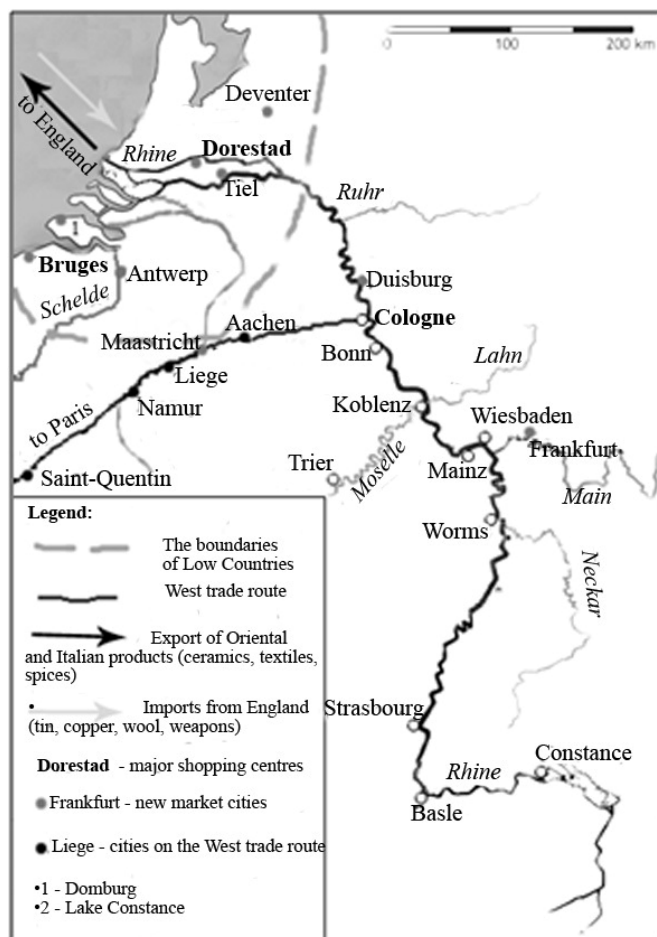 0
100
200 km
to England
Deventer
Rhine
Dorestad
Tiel
Ruhr
1
Bruges
Antwerp
Schelde
Duisburg
Cologne
Aachen
Maastricht
Bonn
Lahn
Liege
Namur
Koblenz
Wiesbaden
to Paris
Frankfurt
Trier
Moselle
Mainz
Main
Saint-Quentin
Worms
Neckar
Strasbourg
Constance
Rhine
Basle
Legend:
The boundaries
of Low Countries
West trade route
Export of Oriental
and Italian products (ceramics, textiles,
spices)
• Imports from England
(tin, copper, wool, weapons)
Dorestad - major shopping centres
Frankfurt - new market cities
Liege - cities on the West trade route
•1 - Domburg
•2 - Lake Constance